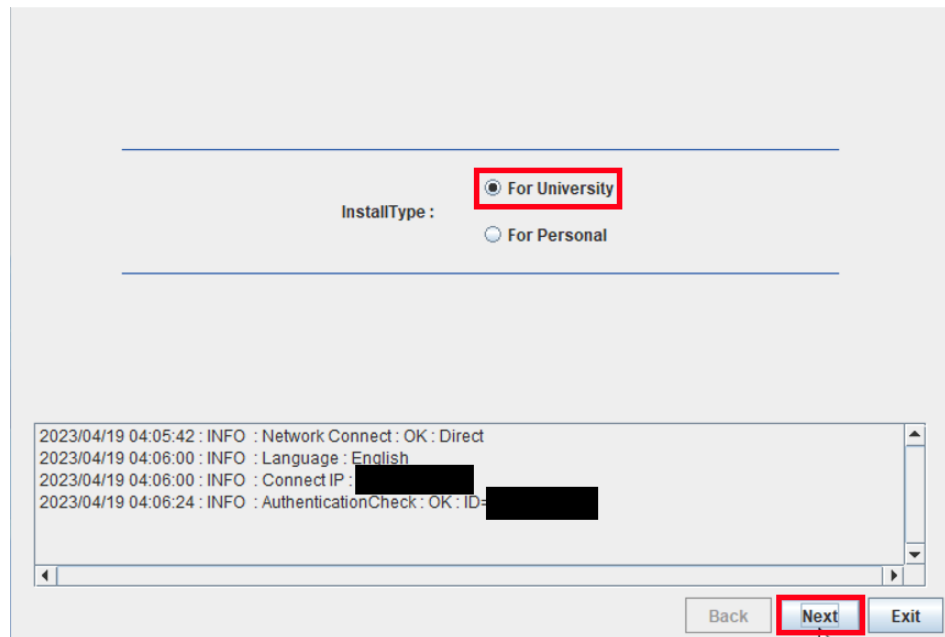 For University
InstallType :
For Personal
2023/04/19 04:05:42 : INFO : Network Connect : OK : Direct
2023/04/19 04:06:00 : INFO : Language : English
2023/04/19 04:06:00 : INFO : Connect IP :
2023/04/19 04:06:24 : INFO : AuthenticationCheck : OK : ID=
Back Next Exit